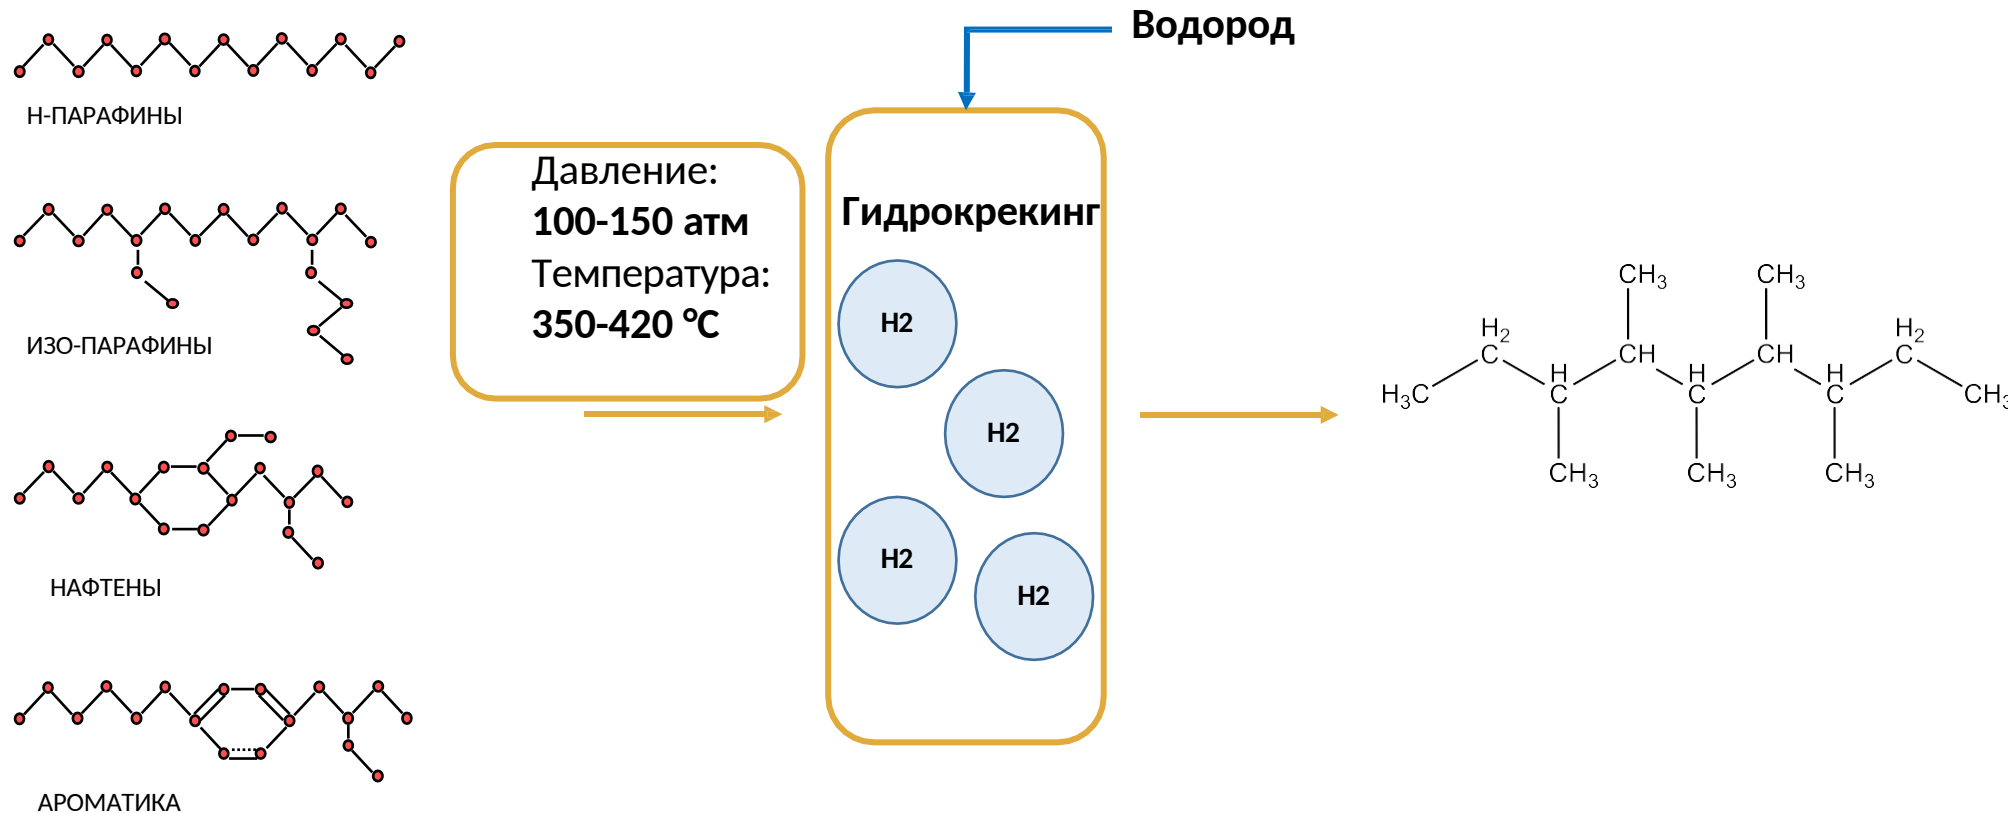 Водород
Н-ПАРАФИНЫ
Давление:
100-150 атм
Температура:
350-420 °С
Гидрокрекинг
ИЗО-ПАРАФИНЫ
НАФТЕНЫ
АРОМАТИКА
H2
H2
H2
H2
CH3
CH3
H2
C
H2
C
CH
CH
H
C
H
C
H
C
H3C
CH3
CH3
CH3
CH3